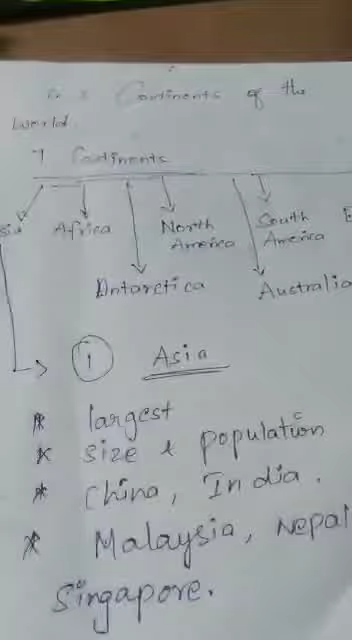 Continents of the
world.
7 Continents
Africa North America South America
Antarctica Australia
1 Asia
* largest
* size & population
* China, India.
* Malaysia, Nepal
Singapore.